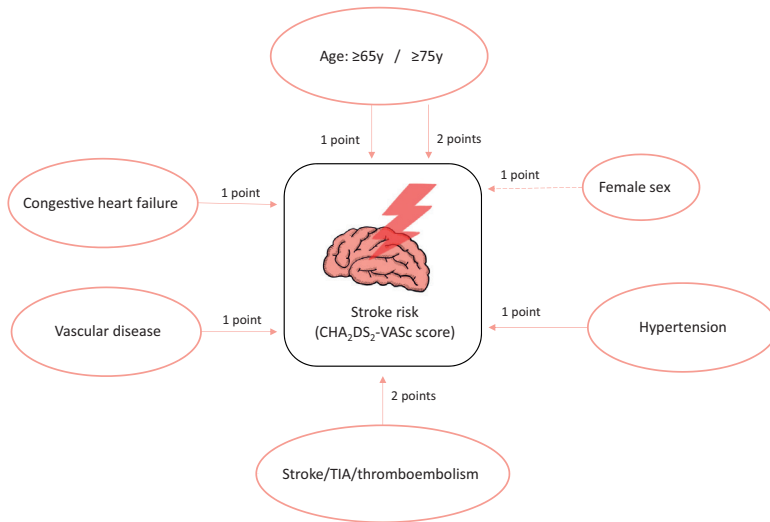 Age: ≥65y / ≥75y
1 point
2 points
1 point
1 point
Congestive heart failure
Female sex
Stroke risk
(CHA₂DS₂-VASc score)
1 point
1 point
Vascular disease
Hypertension
2 points
Stroke/TIA/thromboembolism